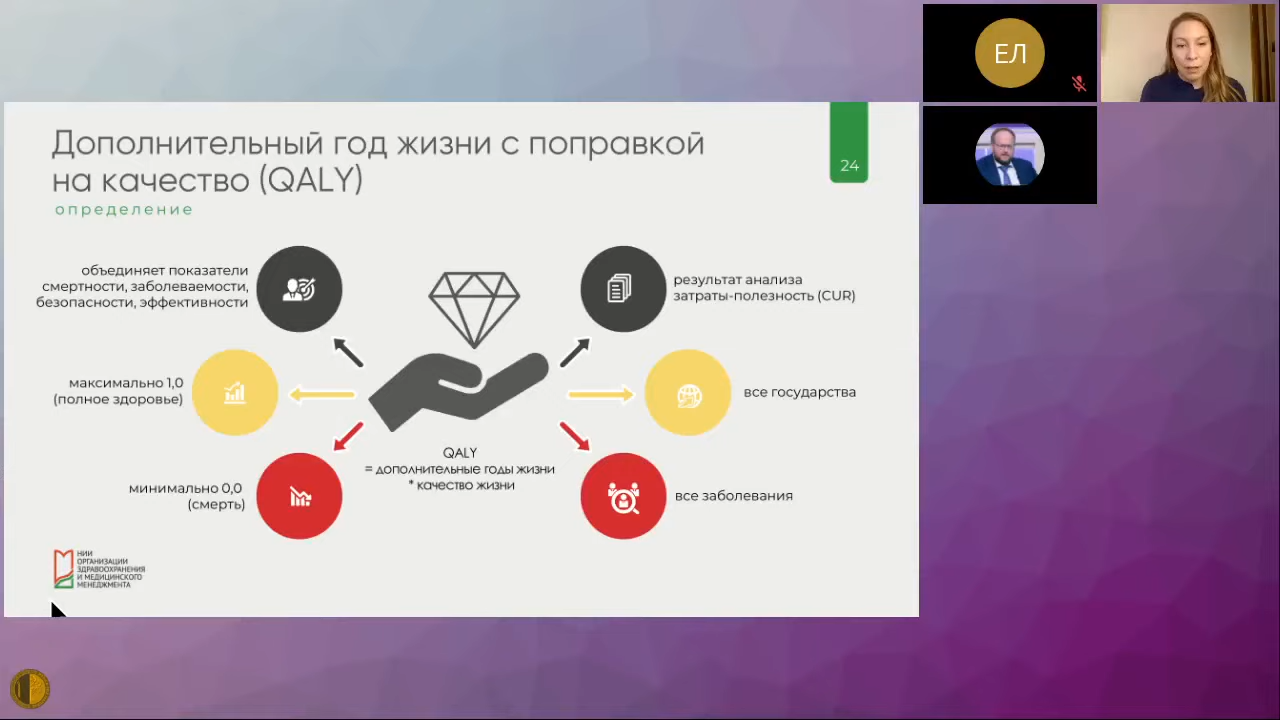 Дополнительный год жизни с поправкой
на качество (QALY)
определение
24
объединяет показатели
смертности, заболеваемости,
безопасности, эффективности
результат анализа
затраты-полезность (CUR)
максимально 1,0
(полное здоровье)
все государства
QALY
= дополнительные годы жизни
* качество жизни
минимально 0,0
(смерть)
все заболевания
НИИ
ОРГАНИЗАЦИИ
ЗДРАВООХРАНЕНИЯ
И МЕДИЦИНСКОГО
МЕНЕДЖМЕНТА
ЕЛ